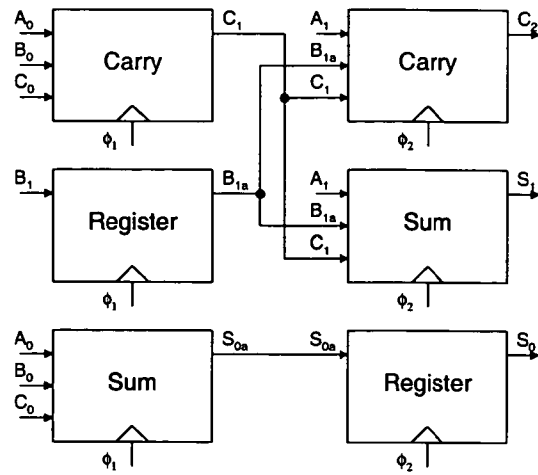 A₀ C₁ A₁ C₂
B₀ Carry B₁ₐ Carry
C₀ C₁
ϕ₁ ϕ₂
B₁ B₁ₐ A₁ S₁
Register B₁ₐ Sum
C₁
ϕ₁ ϕ₂
A₀ S₀ₐ S₀ₐ S₀
B₀ Sum Register
C₀
ϕ₁ ϕ₂